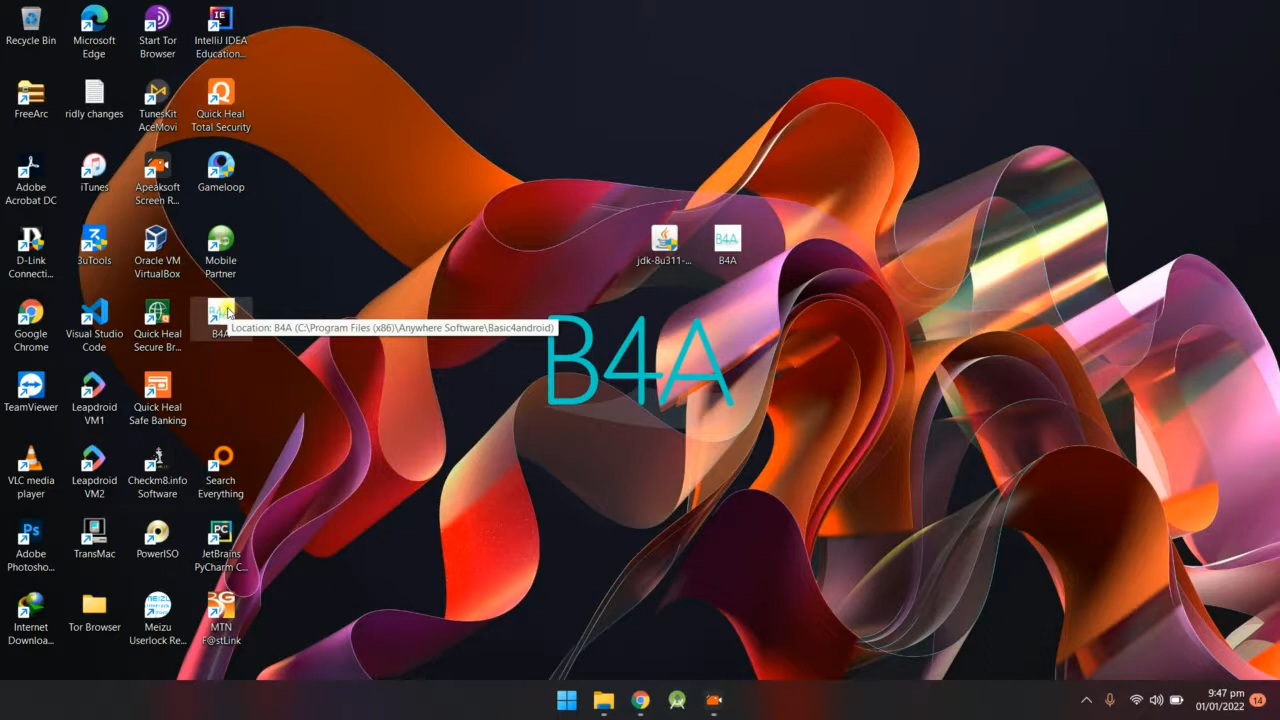 Recycle Bin
Microsoft
Edge
Start Tor
Browser
IntelliJ IDEA
Education...
FreeArc
ridly changes
TunesKit
AceMovi
Quick Heal
Total Security
Adobe
Acrobat DC
iTunes
Apeaksoft
Screen R...
Gameloop
D-Link
Connecti...
3uTools
Oracle VM
VirtualBox
Mobile
Partner
jdk-8u311-...
B4A
B4A
Google
Chrome
Visual Studio
Code
Quick Heal
Secure Br...
B4A
Location: B4A (C:\Program Files (x86)\Anywhere Software\Basic4android)
B4A
TeamViewer
Leapdroid
VM1
Quick Heal
Safe Banking
VLC media
player
Leapdroid
VM2
Checkm8.info
Software
Search
Everything
Adobe
Photosho...
TransMac
PowerISO
JetBrains
PyCharm C...
Internet
Downloa...
Tor Browser
Meizu
Userlock Re...
MTN
F@stLink
9:47 pm
01/01/2022
14